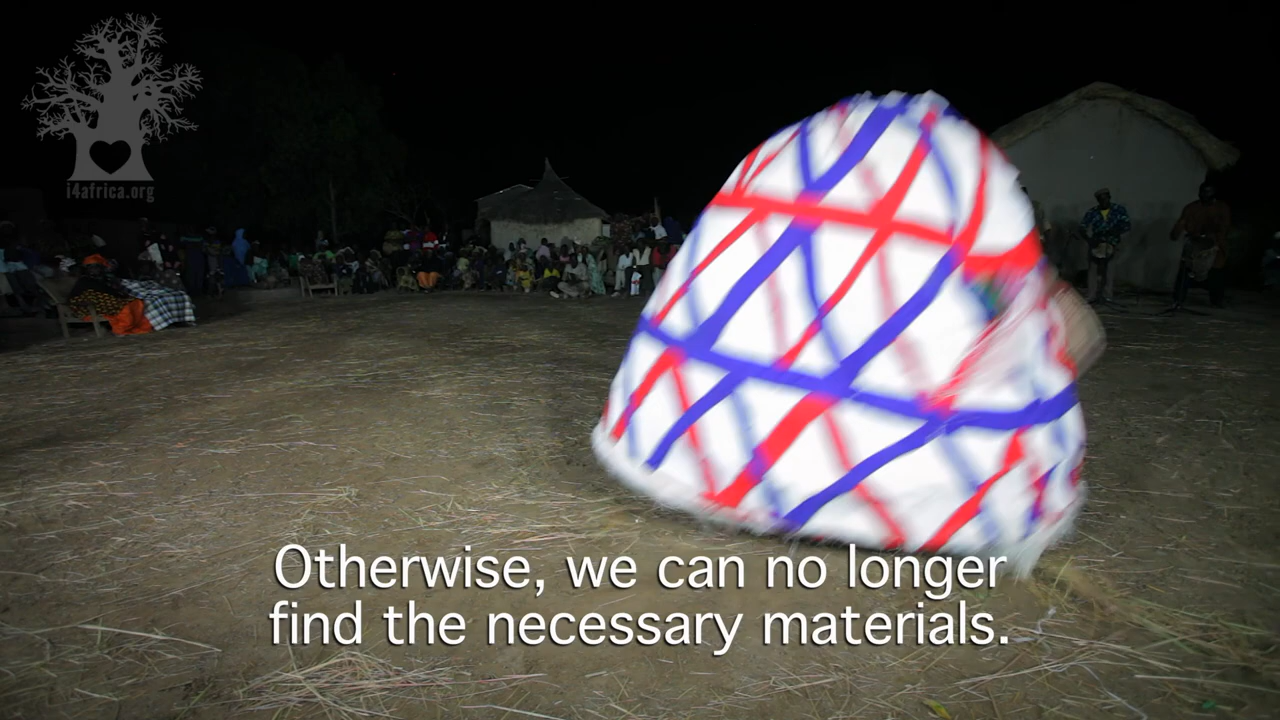 i4africa.org
Otherwise, we can no longer
find the necessary materials.